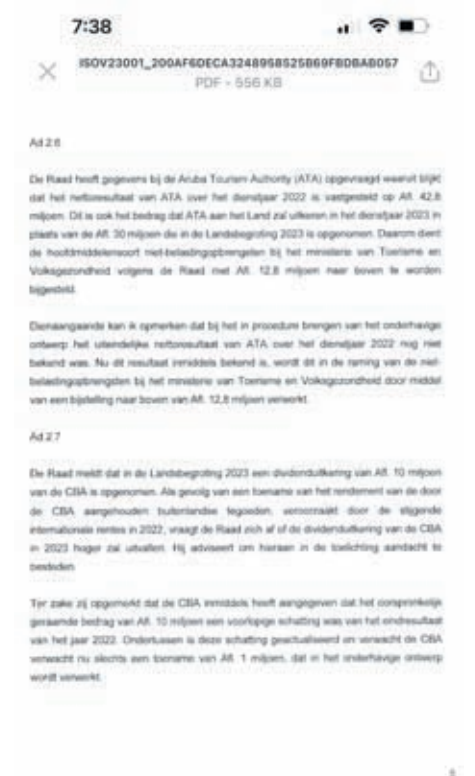 7:38
ISOV23001_200AF6DECA3248958525B69FBDBAB057
PDF - 556 KB
Ad 2.6
De Raad heeft gegevens bij de Aruba Tourism Authority (ATA) opgevraagd waaruit blijkt
dat het nettoresultaat van ATA over het dienstjaar 2022 is vastgesteld op Afl. 42,8
miljoen. Dit is ook het bedrag dat ATA aan het Land zal uitkeren in het dienstjaar 2023 in
plaats van de Afl. 30 miljoen die in de Landsbegroting 2023 is opgenomen. Daarom dient
de hoofdmiddelensoort niet-belastingopbrengsten bij het ministerie van Toerisme en
Volksgezondheid volgens de Raad met Afl. 12,8 miljoen naar boven te worden
bijgesteld.
Dienaangaande kan ik opmerken dat bij het in procedure brengen van het onderhavige
ontwerp het uiteindelijke nettoresultaat van ATA over het dienstjaar 2022 nog niet
bekend was. Nu dit resultaat inmiddels bekend is, wordt dit in de raming van de niet-
belastingopbrengsten bij het ministerie van Toerisme en Volksgezondheid door middel
van een bijstelling naar boven van Afl. 12,8 miljoen verwerkt.
Ad 2.7
De Raad meldt dat in de Landsbegroting 2023 een dividenduitkering van Afl. 10 miljoen
van de CBA is opgenomen. Als gevolg van een toename van het rendement van de door
de CBA aangehouden buitenlandse tegoeden, veroorzaakt door de stijgende
internationale rentes in 2022, vraagt de Raad zich af of de dividenduitkering van de CBA
in 2023 hoger zal uitvallen. Hij adviseert om hieraan in de toelichting aandacht te
besteden.
Ter zake zij opgemerkt dat de CBA inmiddels heeft aangegeven dat het oorspronkelijk
geraamde bedrag van Afl. 10 miljoen een voorlopige schatting was van het eindresultaat
van het jaar 2022. Ondertussen is deze schatting geactualiseerd en verwacht de CBA
verwacht nu slechts een toename van Afl. 1 miljoen, dat in het onderhavige ontwerp
wordt verwerkt.